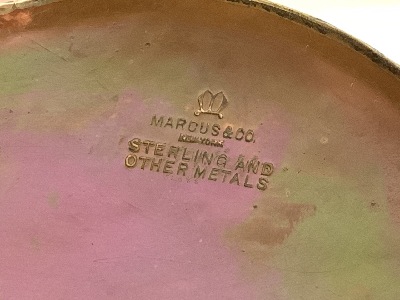 MARCUS & CO.
NEW YORK
STERLING AND
OTHER METALS